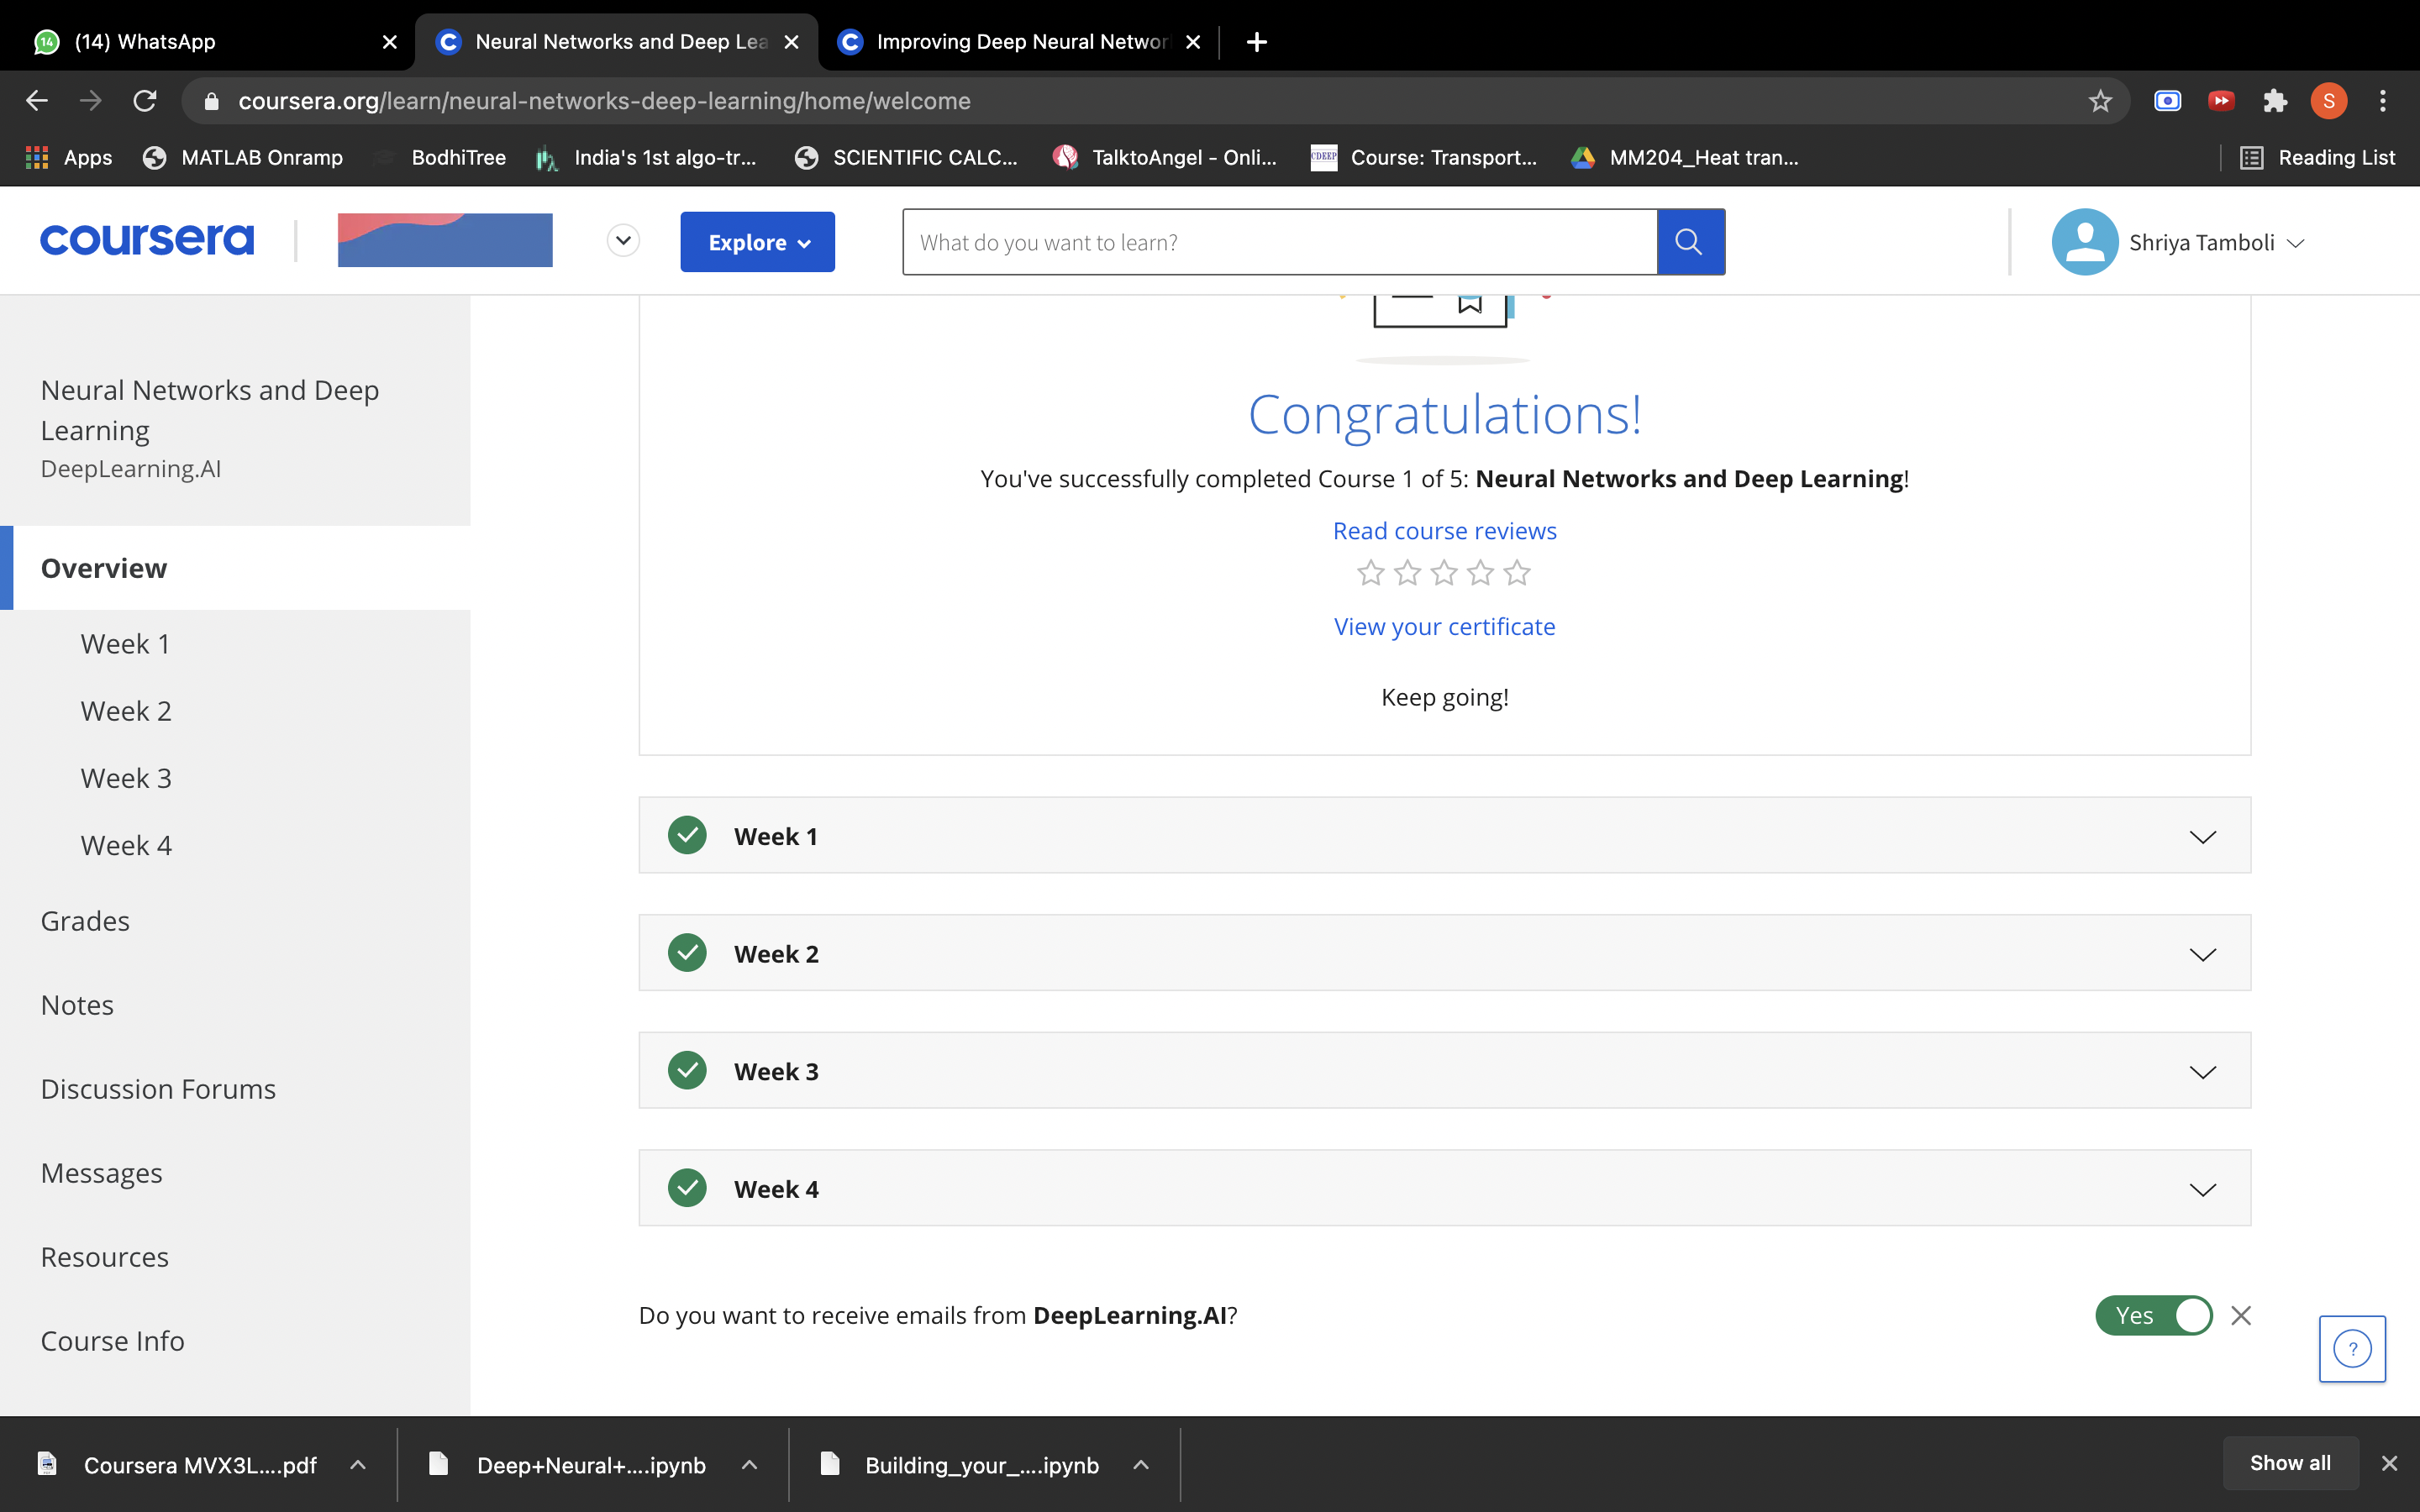 14 (14) WhatsApp
Neural Networks and Deep Lea
Improving Deep Neural Networ
coursera.org/learn/neural-networks-deep-learning/home/welcome
S
Apps
MATLAB Onramp
BodhiTree
India's 1st algo-tr...
SCIENTIFIC CALC...
TalktoAngel - Onli...
CDEEP Course: Transport...
MM204_Heat tran...
Reading List
coursera
Explore
What do you want to learn?
Shriya Tamboli
Neural Networks and Deep
Learning
DeepLearning.AI
Overview
Week 1
Week 2
Week 3
Week 4
Grades
Notes
Discussion Forums
Messages
Resources
Course Info
Congratulations!
You've successfully completed Course 1 of 5: Neural Networks and Deep Learning!
Read course reviews
View your certificate
Keep going!
Week 1
Week 2
Week 3
Week 4
Do you want to receive emails from DeepLearning.AI?
Yes
?
Coursera MVX3L....pdf
Deep+Neural+....ipynb
Building_your_....ipynb
Show all